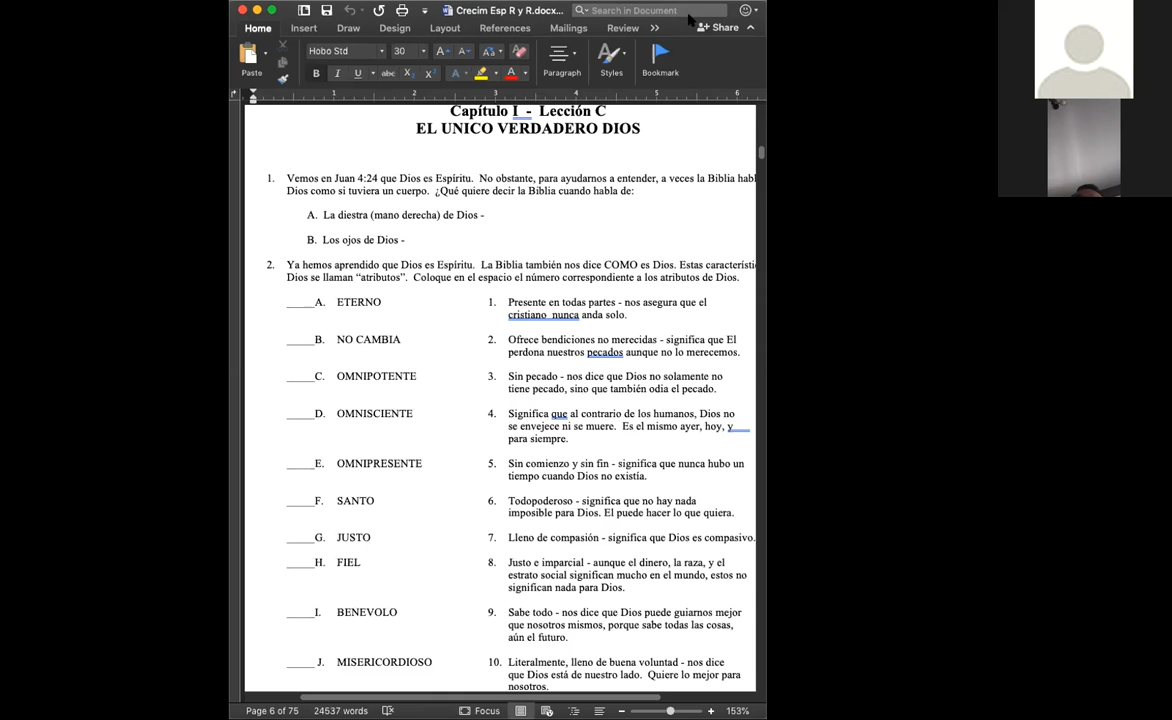 Crecim Esp R y R.docx...
Search in Document
Home Insert Draw Design Layout References Mailings Review
Share
Paste
Hobo Std 30
Paragraph
Styles
Bookmark
1 2 3 4 5 6
Capítulo I - Lección C
EL UNICO VERDADERO DIOS
1. Vemos en Juan 4:24 que Dios es Espíritu. No obstante, para ayudarnos a entender, a veces la Biblia habl
Dios como si tuviera un cuerpo. ¿Qué quiere decir la Biblia cuando habla de:
A. La diestra (mano derecha) de Dios -
B. Los ojos de Dios -
2. Ya hemos aprendido que Dios es Espíritu. La Biblia también nos dice COMO es Dios. Estas característi
Dios se llaman “atributos”. Coloque en el espacio el número correspondiente a los atributos de Dios.
_____A. ETERNO
1. Presente en todas partes - nos asegura que el
cristiano nunca anda solo.
_____B. NO CAMBIA
2. Ofrece bendiciones no merecidas - significa que El
perdona nuestros pecados aunque no lo merecemos.
_____C. OMNIPOTENTE
3. Sin pecado - nos dice que Dios no solamente no
tiene pecado, sino que también odia el pecado.
_____D. OMNISCIENTE
4. Significa que al contrario de los humanos, Dios no
se envejece ni se muere. Es el mismo ayer, hoy, y
para siempre.
_____E. OMNIPRESENTE
5. Sin comienzo y sin fin - significa que nunca hubo un
tiempo cuando Dios no existía.
_____F. SANTO
6. Todopoderoso - significa que no hay nada
imposible para Dios. El puede hacer lo que quiera.
_____G. JUSTO
7. Lleno de compasión - significa que Dios es compasivo.
_____H. FIEL
8. Justo e imparcial - aunque el dinero, la raza, y el
estrato social significan mucho en el mundo, estos no
significan nada para Dios.
_____I. BENEVOLO
9. Sabe todo - nos dice que Dios puede guiarnos mejor
que nosotros mismos, porque sabe todas las cosas,
aún el futuro.
_____ J. MISERICORDIOSO
10. Literalmente, lleno de buena voluntad - nos dice
que Dios está de nuestro lado. Quiere lo mejor para
nosotros.
Page 6 of 75 24537 words Focus 153%